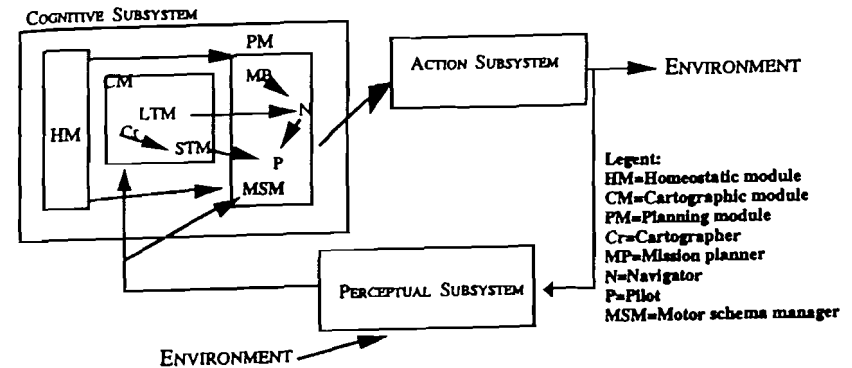 COGNITIVE SUBSYSTEM
PM
ACTION SUBSYSTEM
ENVIRONMENT
CM
MP
LTM
N
HM
Cr
STM
P
MSM
Legent:
HM=Homeostatic module
CM=Cartographic module
PM=Planning module
Cr=Cartographer
MP=Mission planner
N=Navigator
P=Pilot
MSM=Motor schema manager
PERCEPTUAL SUBSYSTEM
ENVIRONMENT